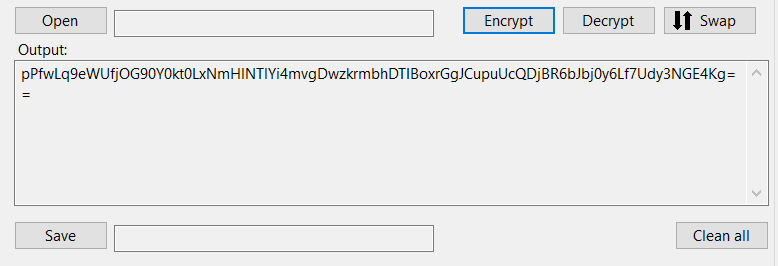 Open
Encrypt
Decrypt
Swap
Output:
pPfwLq9eWUfjOG90Y0kt0LxNmHINTIYi4mvgDwzkrmbhDTIBoxrGgJCupuUcQDjBR6bJbj0y6Lf7Udy3NGE4Kg=
=
Save
Clean all